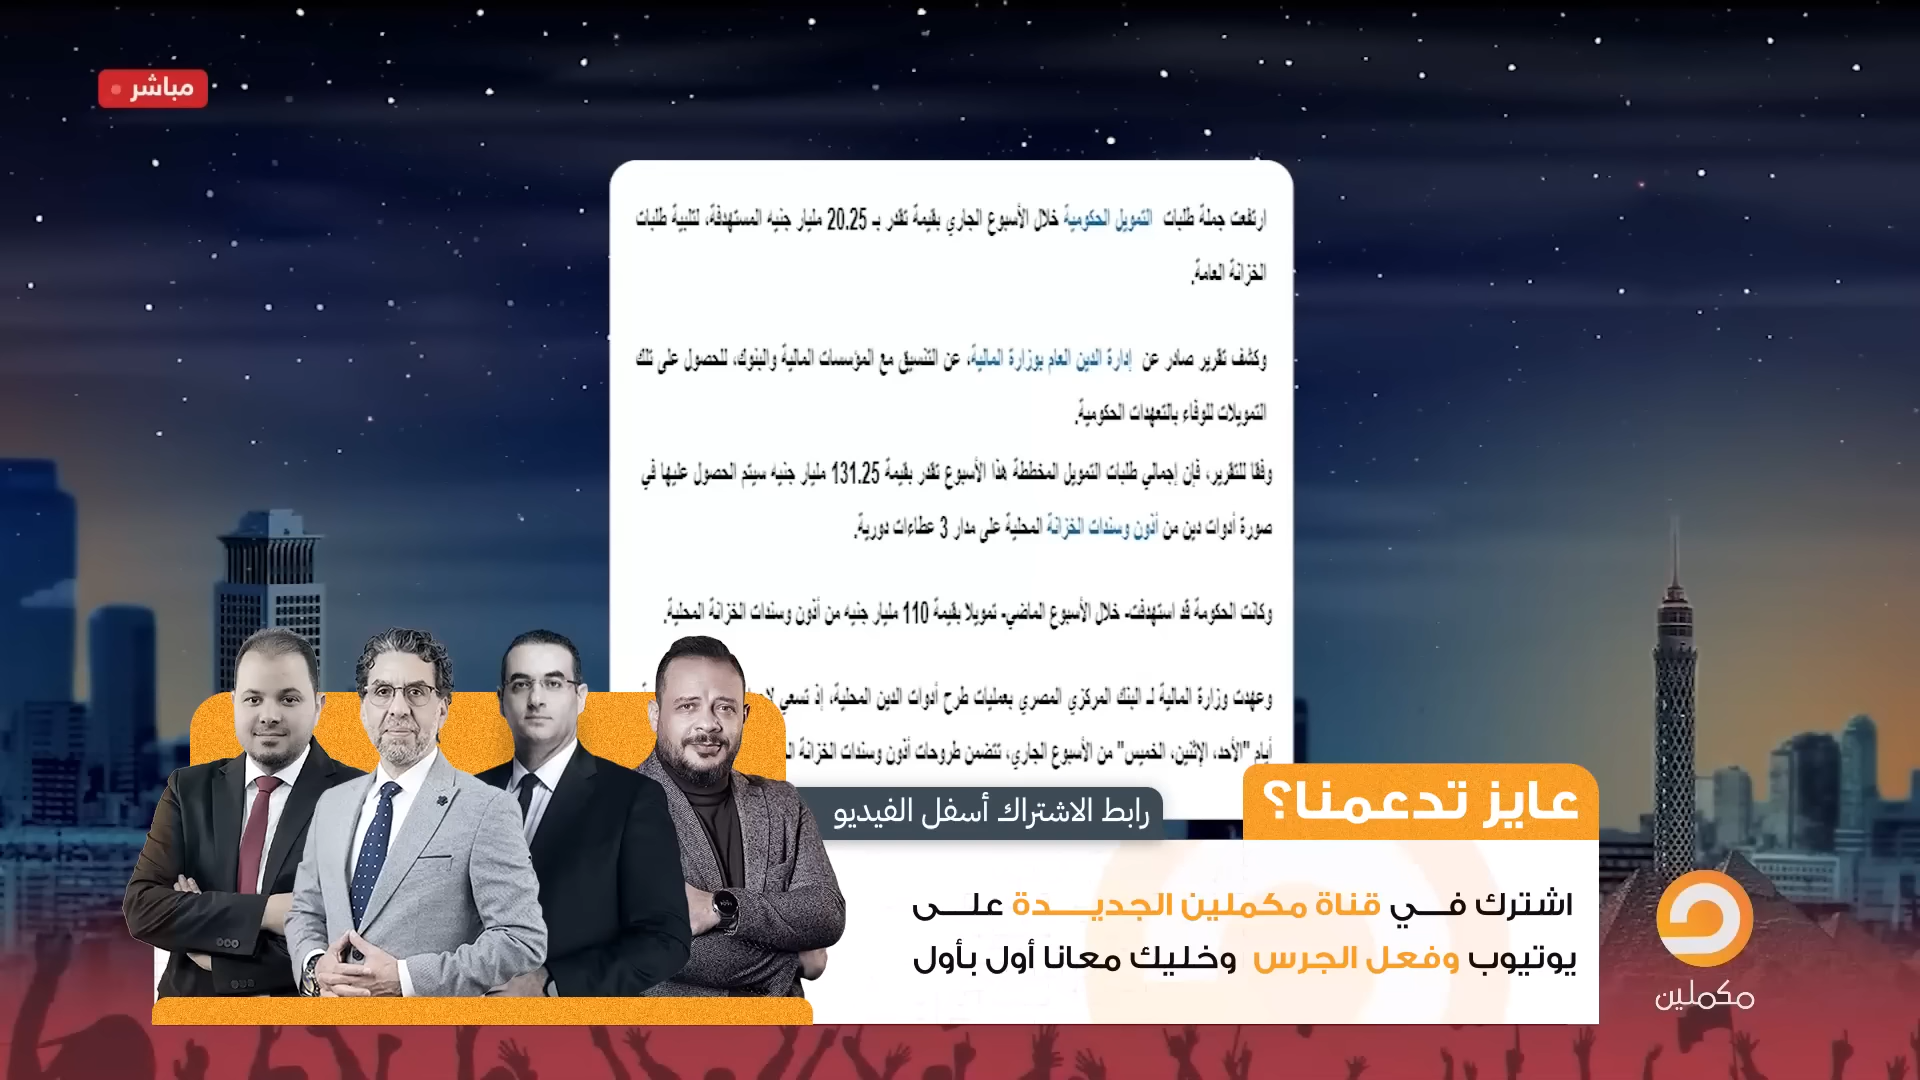 مباشر
ارتفعت جملة طلبات التمويل الحكومية خلال الأسبوع الجاري بقيمة تقدر بـ 20.25 مليار جنيه المستهدفة، لتلبية طلبات
الخزانة العامة.
وكشف تقرير صادر عن إدارة الدين العام بوزارة المالية، عن التنسيق مع المؤسسات المالية والبنوك، للحصول على تلك
التمويلات للوفاء بالتعهدات الحكومية.
وفقا للتقرير، فإن إجمالي طلبات التمويل المخططة هذا الأسبوع تقدر بقيمة 131.25 مليار جنيه سيتم الحصول عليها في
صورة أدوات دين من أذون وسندات الخزانة المحلية على مدار 3 عطاءات دورية.
وكانت الحكومة قد استهدفت- خلال الأسبوع الماضي- تمويلا بقيمة 110 مليار جنيه من أذون وسندات الخزانة المحلية.
وعهدت وزارة المالية لـ البنك المركزي المصري بعمليات طرح أدوات الدين المحلية، إذ تسعي
أيام "الأحد، الإثنين، الخميس" من الأسبوع الجاري، تتضمن طروحات أذون وسندات الخزانة
عايز تدعمنا؟
رابط الاشتراك أسفل الفيديو
اشترك فـــي قناة مكملين الجديـــــدة علـــى
يوتيوب وفعل الجرس وخليك معانا أول بأول
مكملين